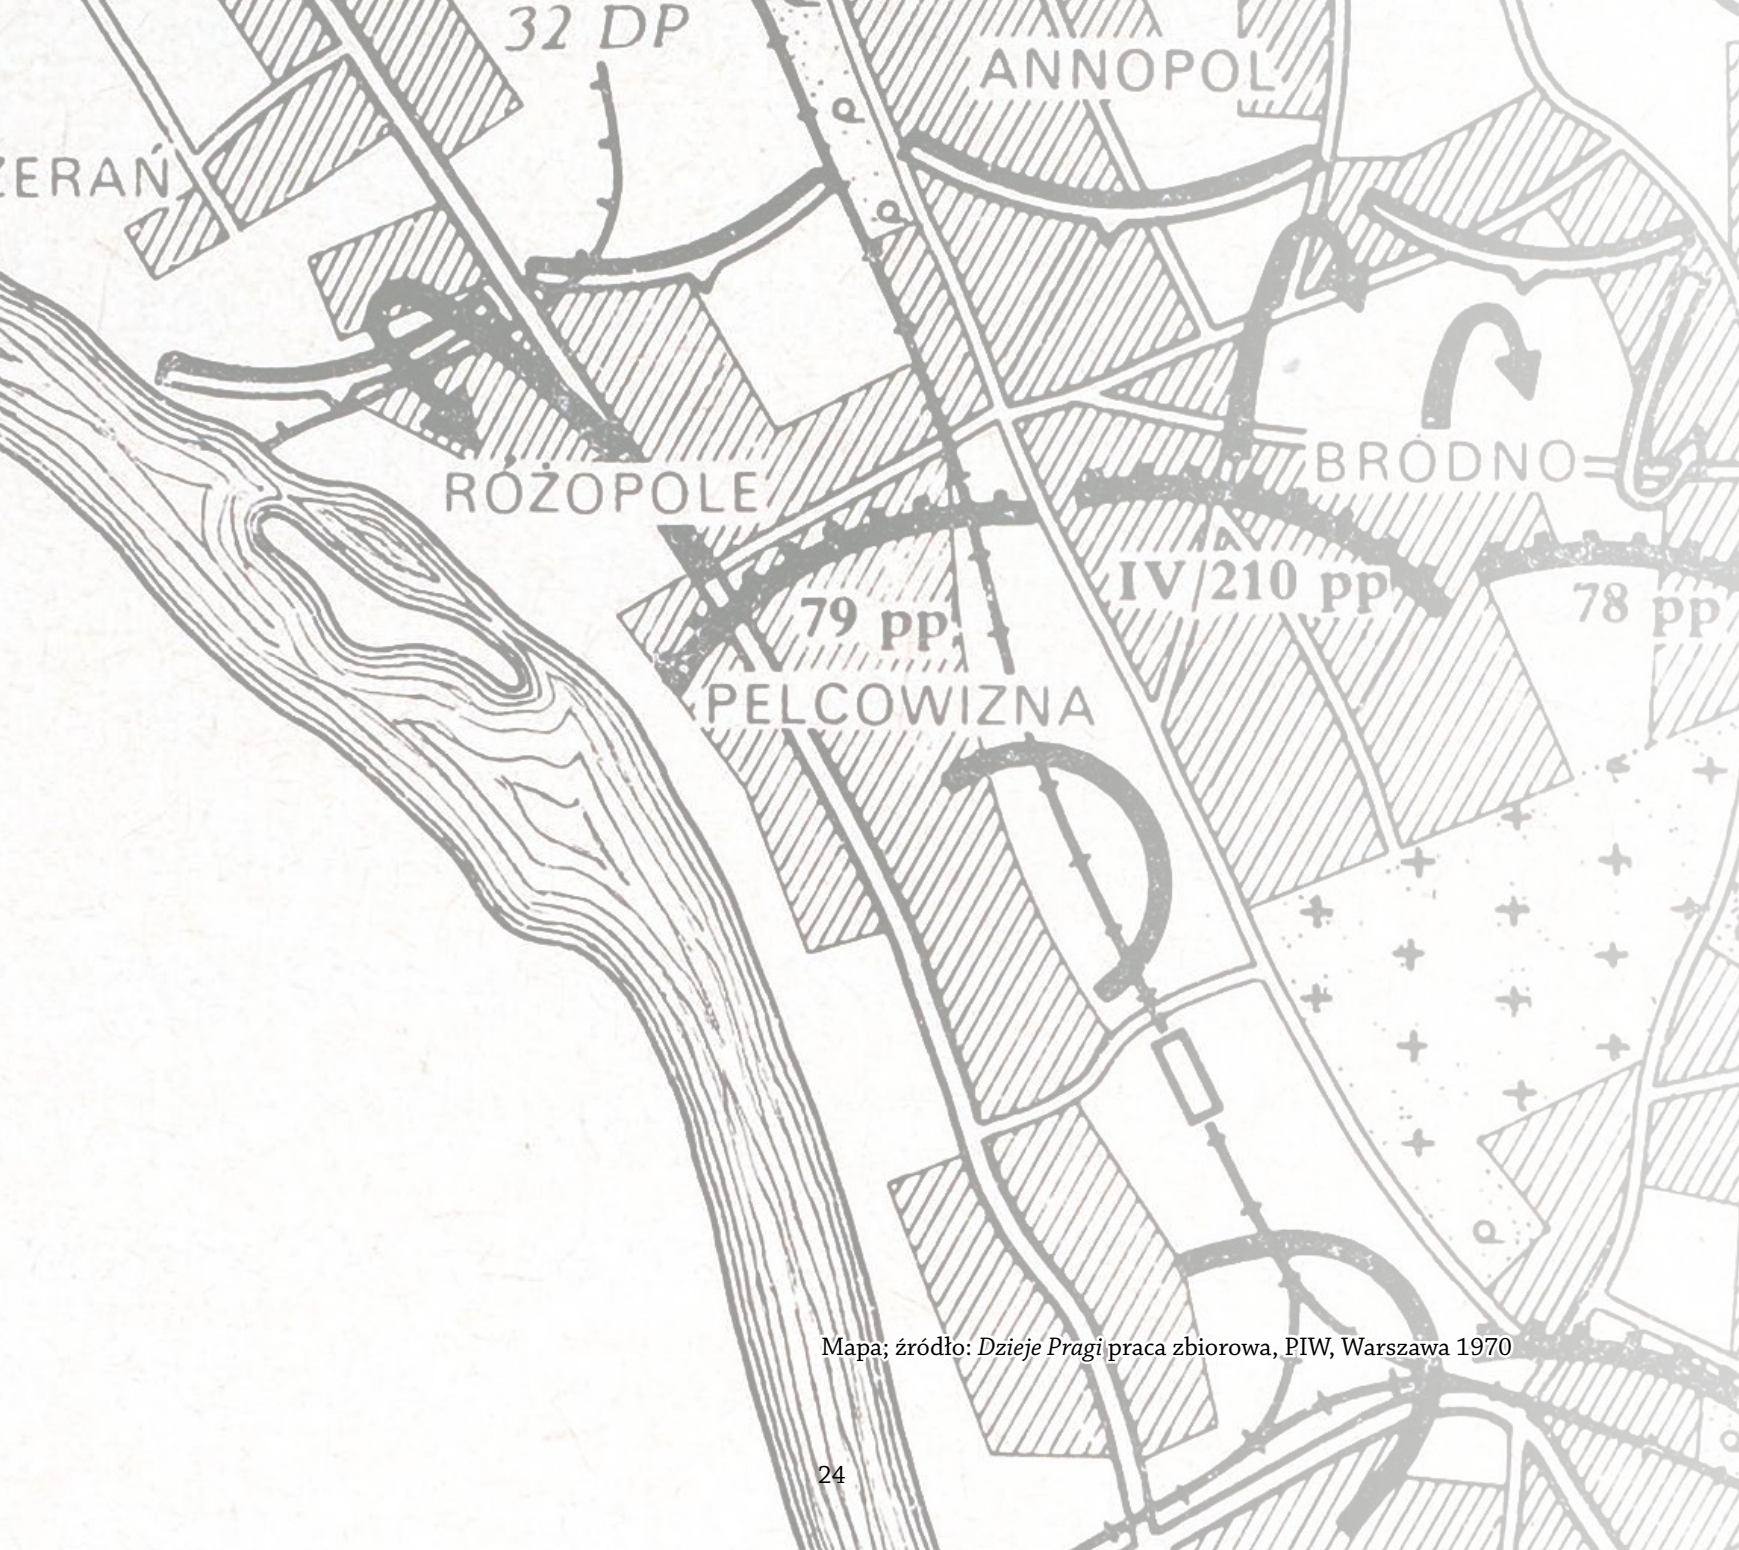 32 DP
ANNOPOL
ŻERAŃ
BRÓDNO
RÓŻOPOLE
IV/210 pp
78 pp
79 pp
PELCOWIZNA
Mapa; źródło: Dzieje Pragi praca zbiorowa, PIW, Warszawa 1970
24